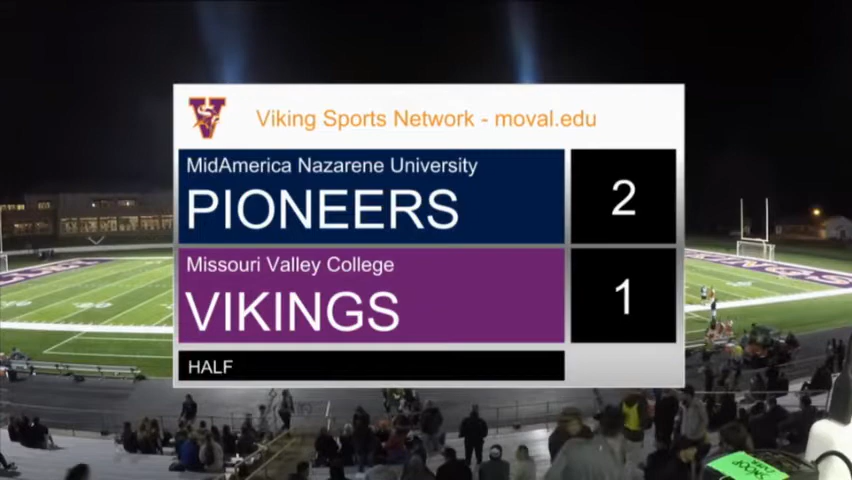 Viking Sports Network - moval.edu
MidAmerica Nazarene University
PIONEERS
2
Missouri Valley College
VIKINGS
1
HALF